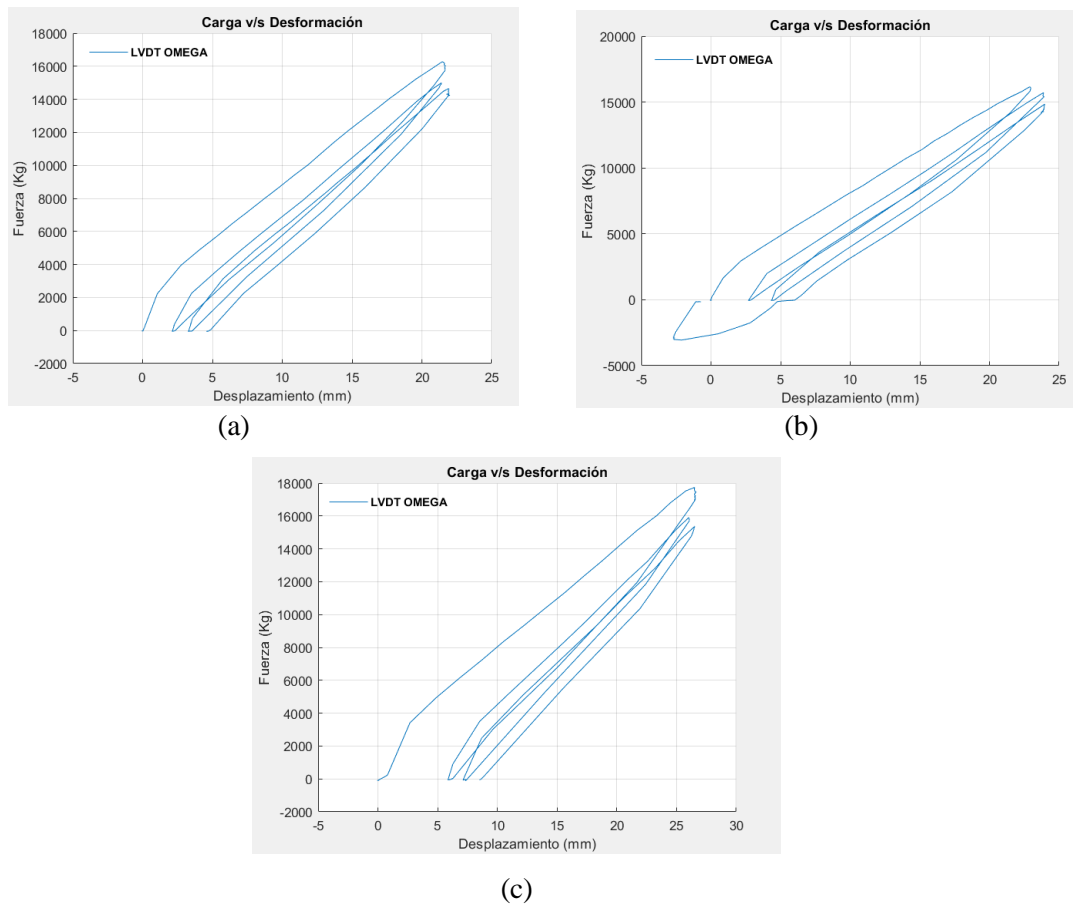 Carga v/s Desformación
18000
16000
14000
12000
10000
8000
6000
4000
2000
0
-2000
LVDT OMEGA
Fuerza (Kg)
-5 0 5 10 15 20 25
Desplazamiento (mm)
(a)
Carga v/s Desformación
20000
15000
10000
5000
0
-5000
LVDT OMEGA
Fuerza (Kg)
-5 0 5 10 15 20 25
Desplazamiento (mm)
(b)
Carga v/s Desformación
18000
16000
14000
12000
10000
8000
6000
4000
2000
0
-2000
LVDT OMEGA
Fuerza (Kg)
-5 0 5 10 15 20 25 30
Desplazamiento (mm)
(c)